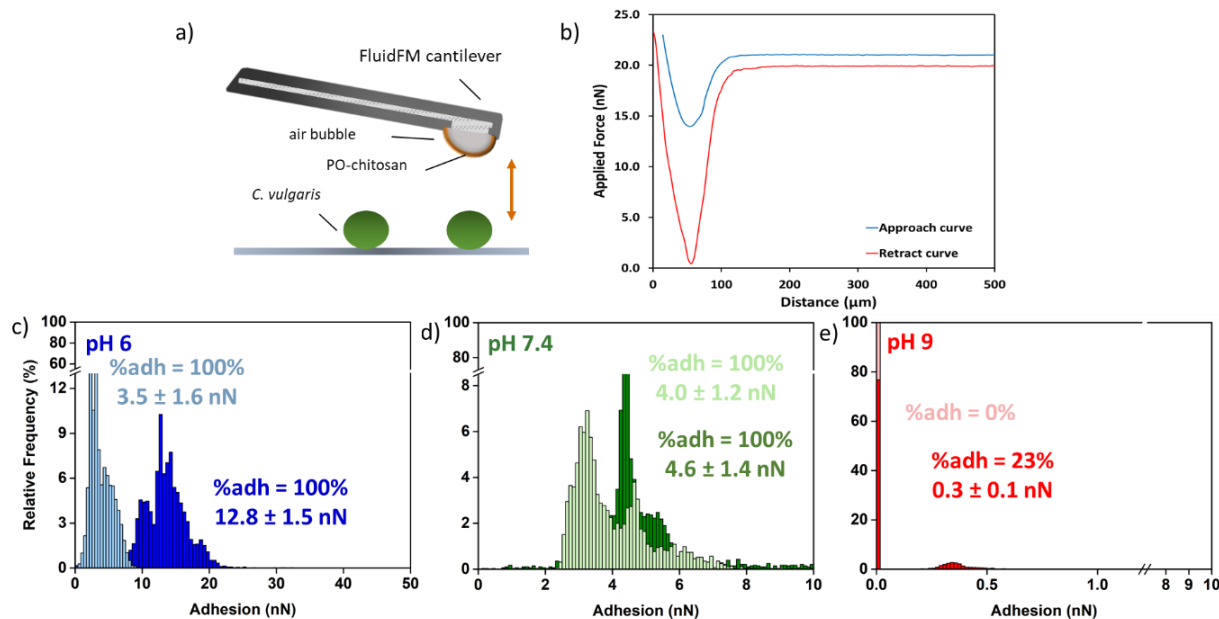 a)
FluidFM cantilever
air bubble
PO-chitosan
C. vulgaris
b)
Applied Force (nN)
25.0
20.0
15.0
10.0
5.0
0.0
Approach curve
Retract curve
0 100 200 300 400 500
Distance (µm)
c)
pH 6
Relative Frequency (%)
100
80
60
12
9
6
3
0
%adh = 100%
3.5 ± 1.6 nN
%adh = 100%
12.8 ± 1.5 nN
0 10 20 30 40 50
Adhesion (nN)
d)
pH 7.4
100
80
8
6
4
2
0
%adh = 100%
4.0 ± 1.2 nN
%adh = 100%
4.6 ± 1.4 nN
0 2 4 6 8 10
Adhesion (nN)
e)
pH 9
100
80
60
40
20
0
%adh = 0%
%adh = 23%
0.3 ± 0.1 nN
0.0 0.5 1.0 8 9 10
Adhesion (nN)